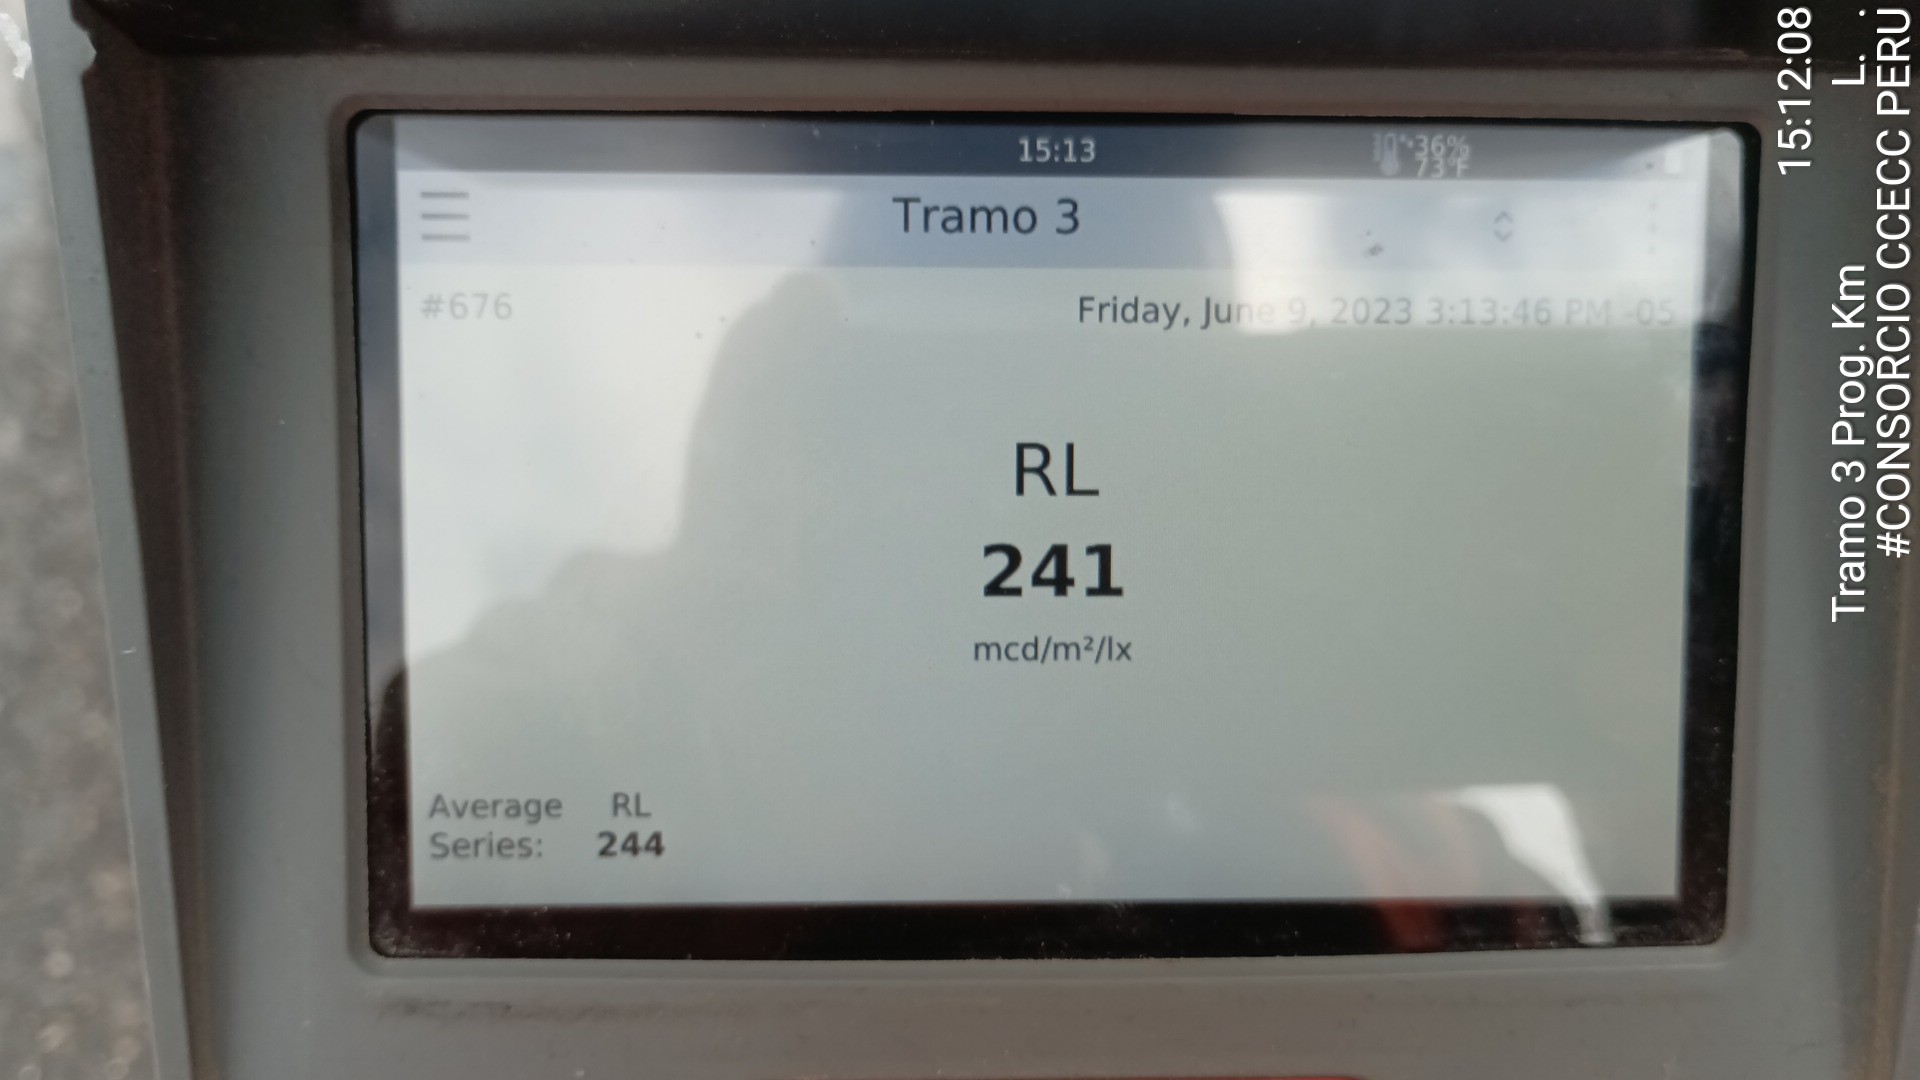 15:13
36%
73°F
Tramo 3
#676
Friday, June 9, 2023 3:13:46 PM -05
RL
241
mcd/m²/lx
Average RL
Series: 244
15:12:08
Tramo 3 Prog. Km L. .
#CONSORCIO CCECC PERU